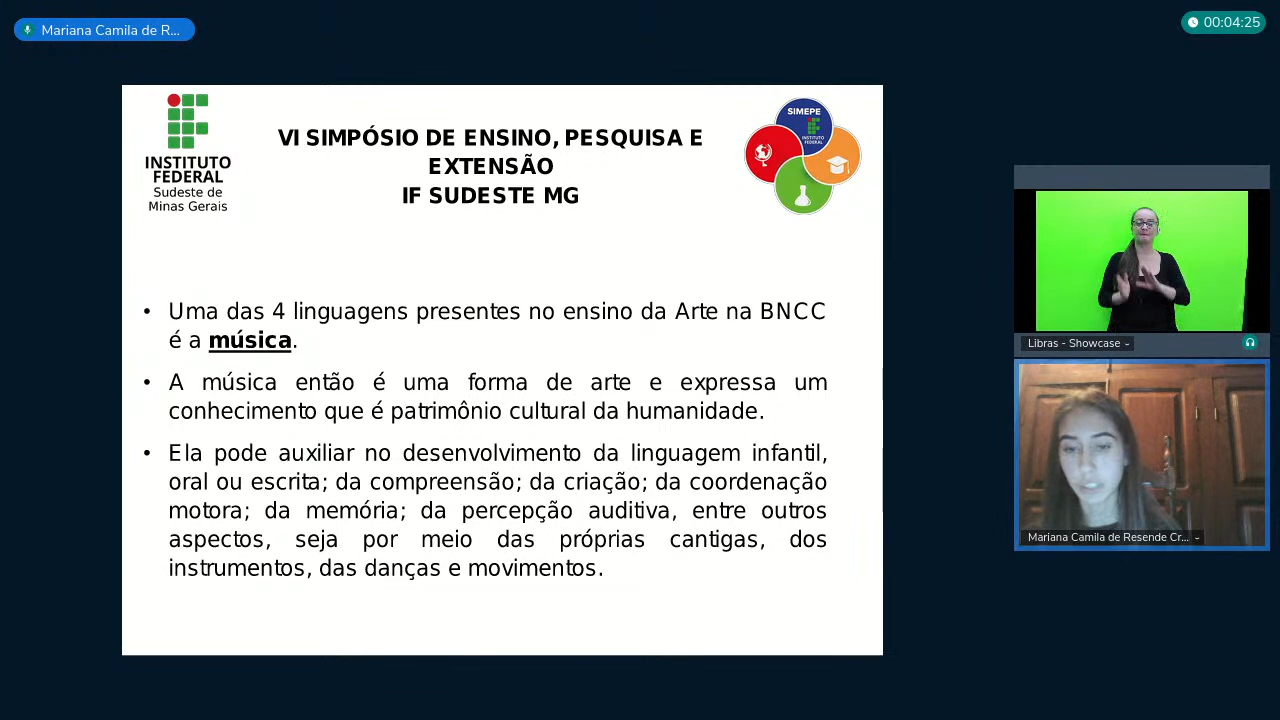 Mariana Camila de R...
00:04:25
INSTITUTO
FEDERAL
Sudeste de
Minas Gerais
VI SIMPÓSIO DE ENSINO, PESQUISA E
EXTENSÃO
IF SUDESTE MG
SIMEPE
INSTITUTO
FEDERAL
• Uma das 4 linguagens presentes no ensino da Arte na BNCC
é a música.
• A música então é uma forma de arte e expressa um
conhecimento que é patrimônio cultural da humanidade.
• Ela pode auxiliar no desenvolvimento da linguagem infantil,
oral ou escrita; da compreensão; da criação; da coordenação
motora; da memória; da percepção auditiva, entre outros
aspectos, seja por meio das próprias cantigas, dos
instrumentos, das danças e movimentos.
Libras - Showcase
Mariana Camila de Resende Cr...